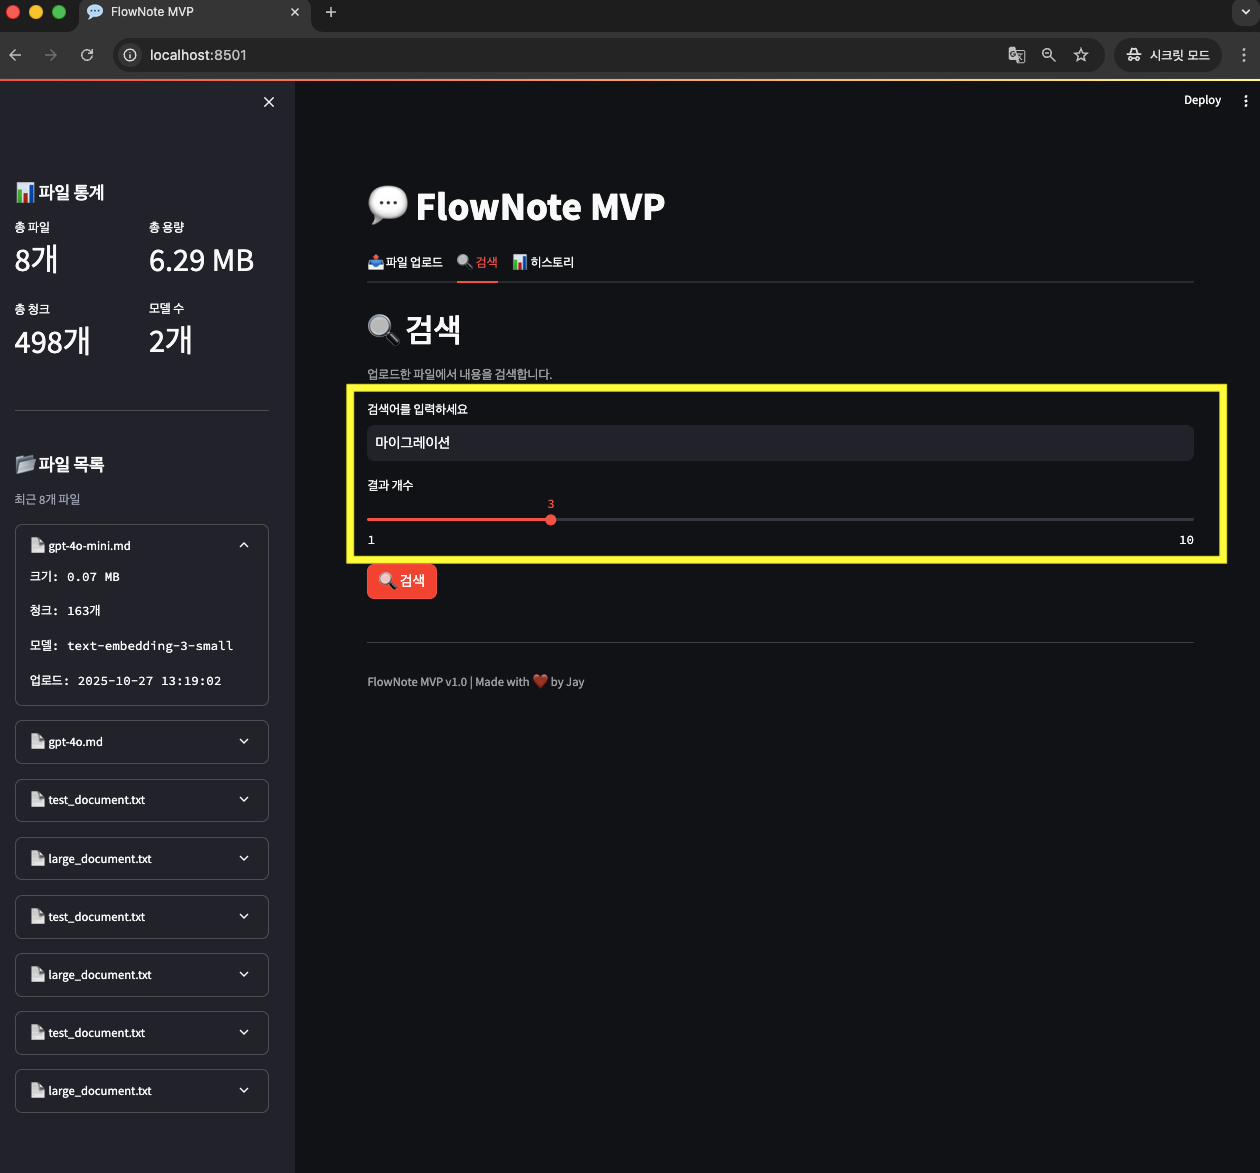 FlowNote MVP
localhost:8501
시크릿 모드
Deploy
파일 통계
총 파일
총 용량
8개
6.29 MB
총 청크
모델 수
498개
2개
파일 목록
최근 8개 파일
gpt-4o-mini.md
크기: 0.07 MB
청크: 163개
모델: text-embedding-3-small
업로드: 2025-10-27 13:19:02
gpt-4o.md
test_document.txt
large_document.txt
test_document.txt
large_document.txt
test_document.txt
large_document.txt
FlowNote MVP
파일 업로드
검색
히스토리
검색
업로드한 파일에서 내용을 검색합니다.
검색어를 입력하세요
마이그레이션
결과 개수
3
1
10
검색
FlowNote MVP v1.0 | Made with ❤️ by Jay